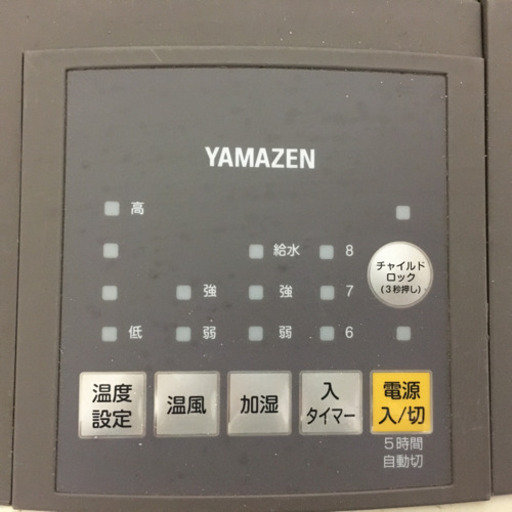 YAMAZEN
高
給水 8
チャイルド
ロック
(3秒押し)
強 強 7
低 弱 弱 6
温度
設定
温風
加湿
入
タイマー
電源
入/切
5時間
自動切